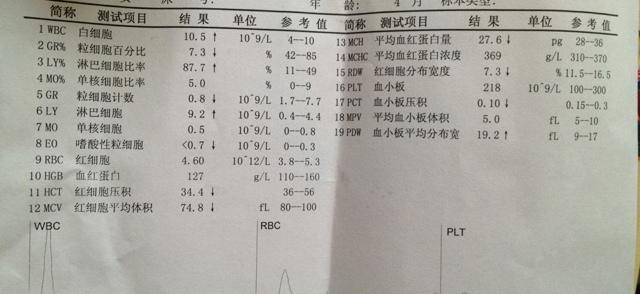 年 龄: 4 月 标本类型:
简称 测试项目 结 果 单位 参 考 值
1 WBC 白细胞 10.5 ↑ 10^9/L 4--10
2 GR% 粒细胞百分比 7.3 ↓ % 42--85
3 LY% 淋巴细胞比率 87.7 ↑ % 11--49
4 MO% 单核细胞比率 5.0 % 0--9
5 GR 粒细胞计数 0.8 ↓ 10^9/L 1.7--7.7
6 LY 淋巴细胞 9.2 ↑ 10^9/L 0.4--4.4
7 MO 单核细胞 0.5 10^9/L 0--0.8
8 EO 嗜酸性粒细胞 <0.7 ↓ 10^9/L 0--0.3
9 RBC 红细胞 4.60 10^12/L 3.8--5.3
10 HGB 血红蛋白 127 g/L 110--160
11 HCT 红细胞压积 34.4 ↓ 36--56
12 MCV 红细胞平均体积 74.8 ↓ fL 80--100
简称 测试项目 结 果 单位 参 考 值
13 MCH 平均血红蛋白量 27.6 ↓ pg 28--36
14 MCHC 平均血红蛋白浓度 369 g/L 310--370
15 RDW 红细胞分布宽度 7.3 ↓ % 11.5--16.5
16 PLT 血小板 218 10^9/L 100--300
17 PCT 血小板压积 0.10 ↓ 0.15--0.3
18 MPV 平均血小板体积 5.0 fL 5--10
19 PDW 血小板平均分布宽 19.2 ↑ fL 9--17
WBC
RBC
PLT